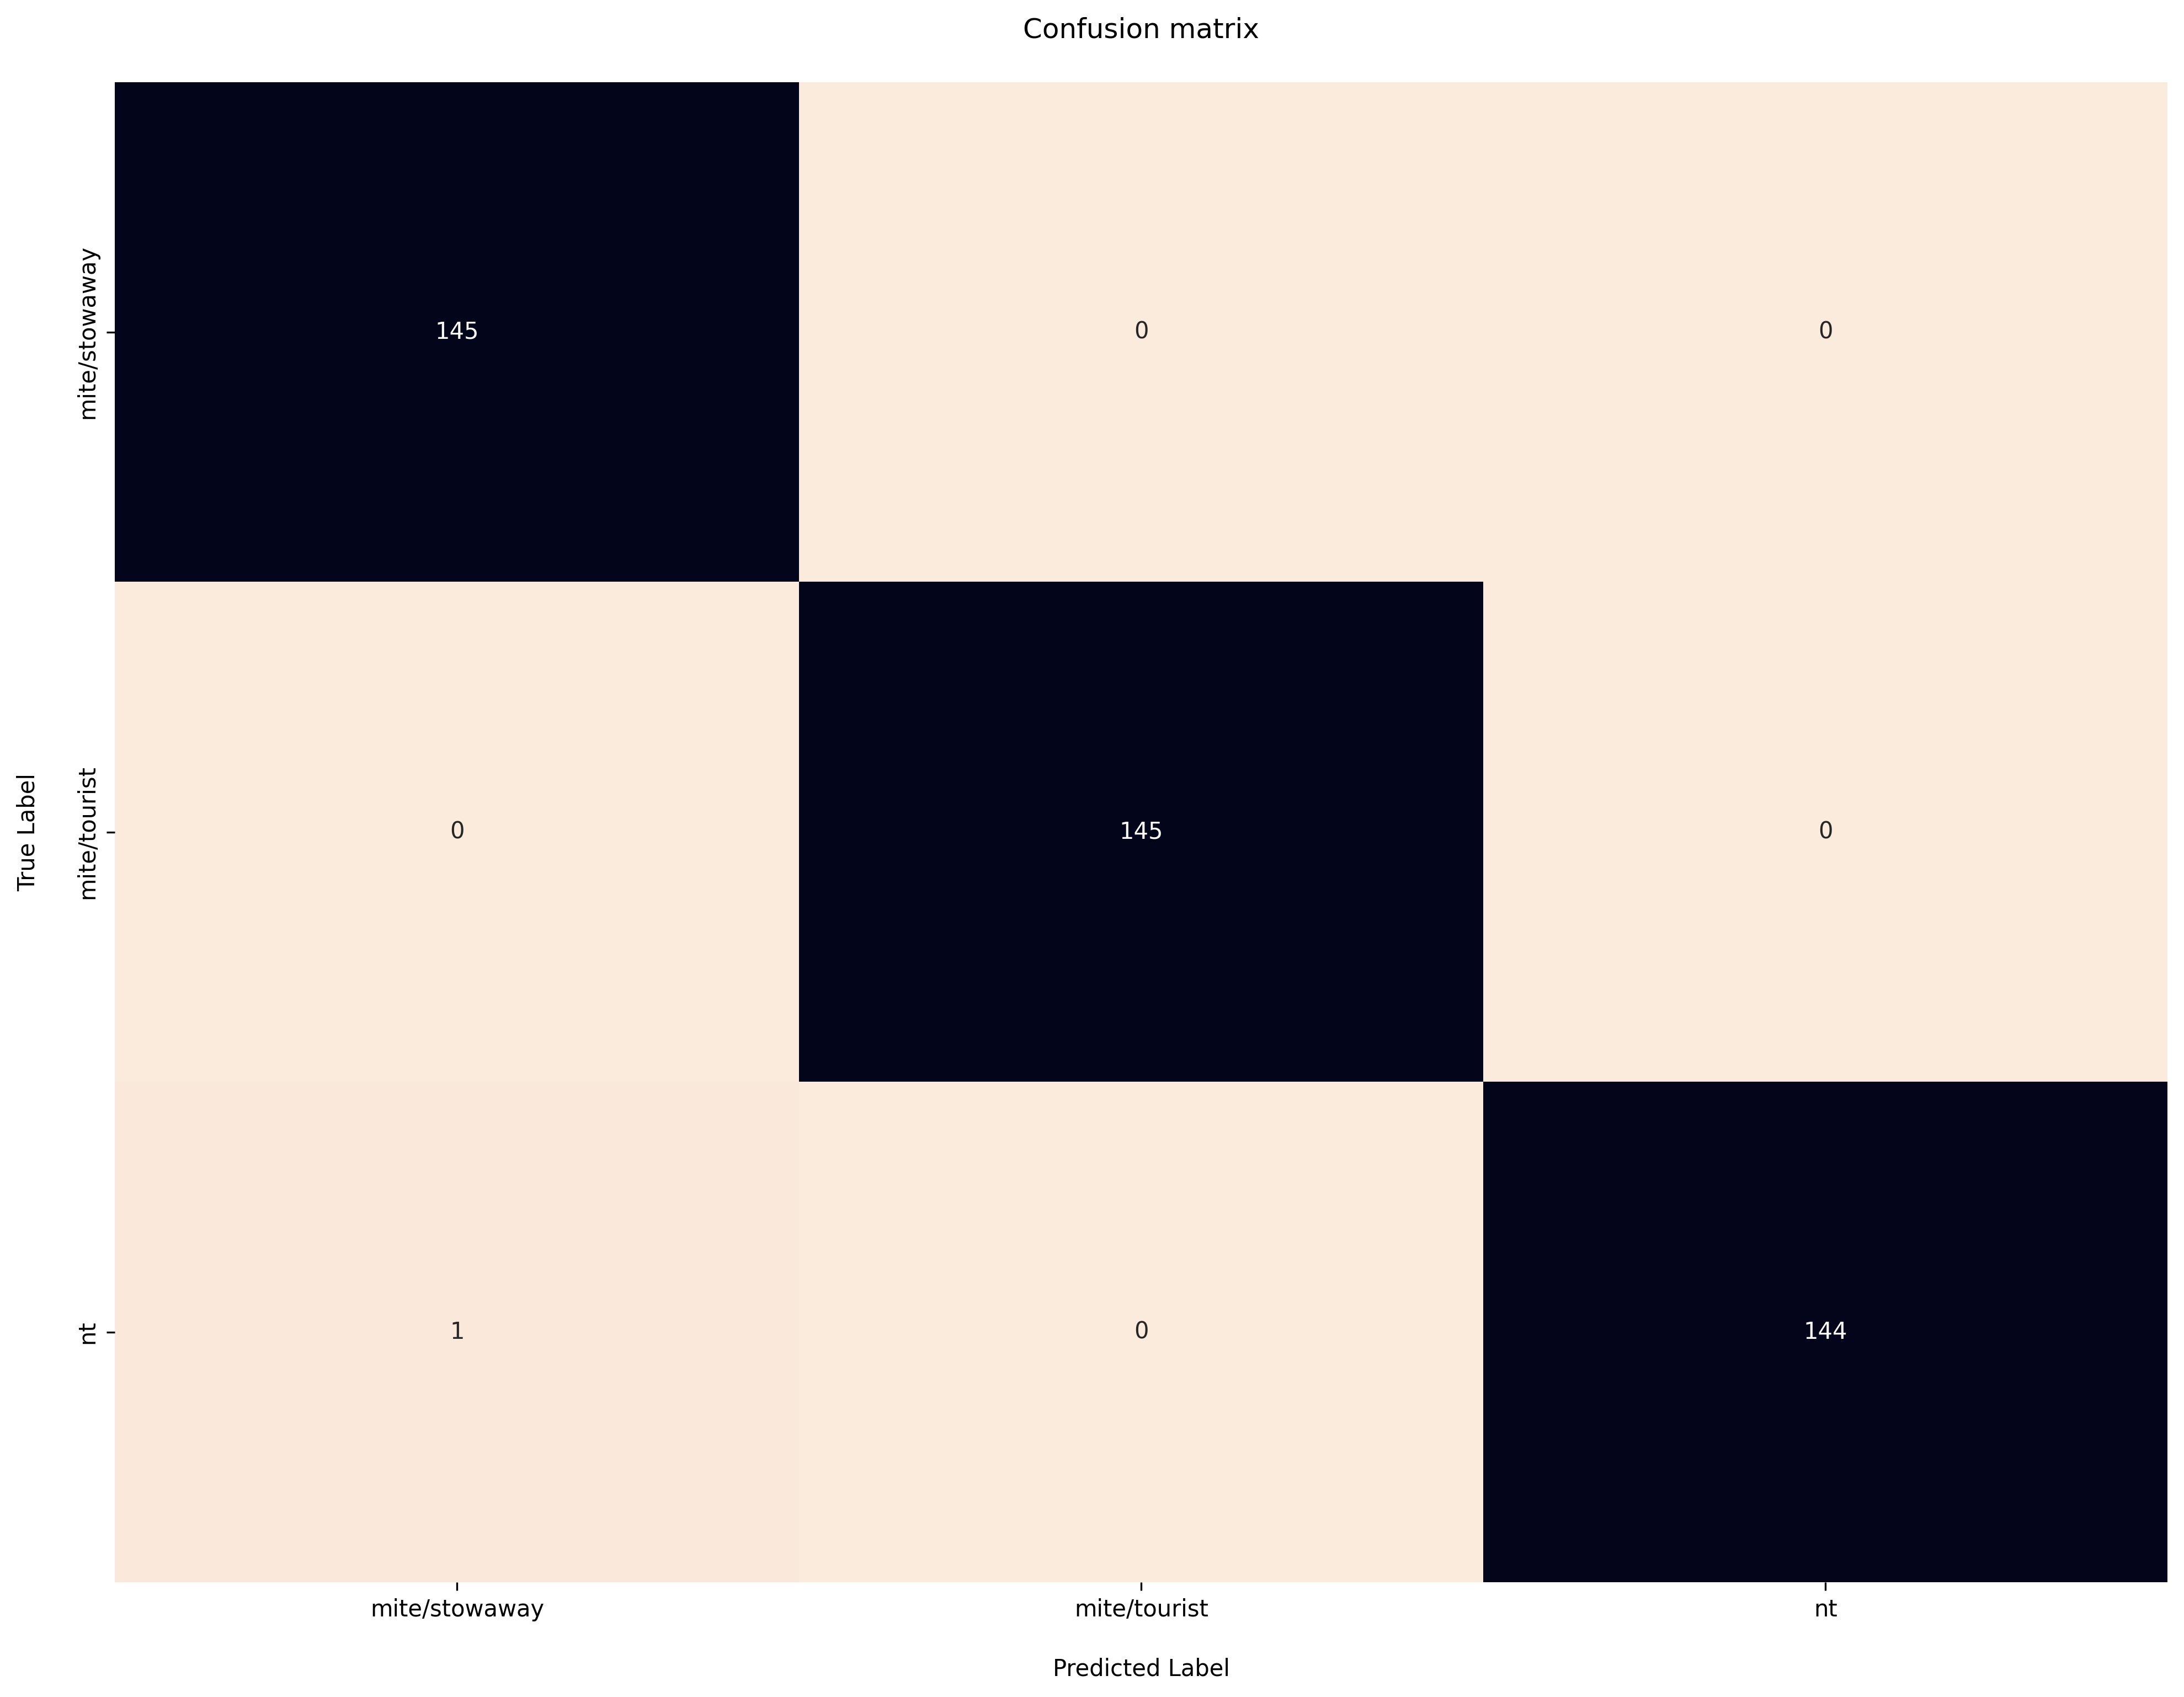 Confusion matrix
True Label
mite/stowaway
145
0
0
mite/tourist
0
145
0
nt
1
0
144
mite/stowaway
mite/tourist
nt
Predicted Label